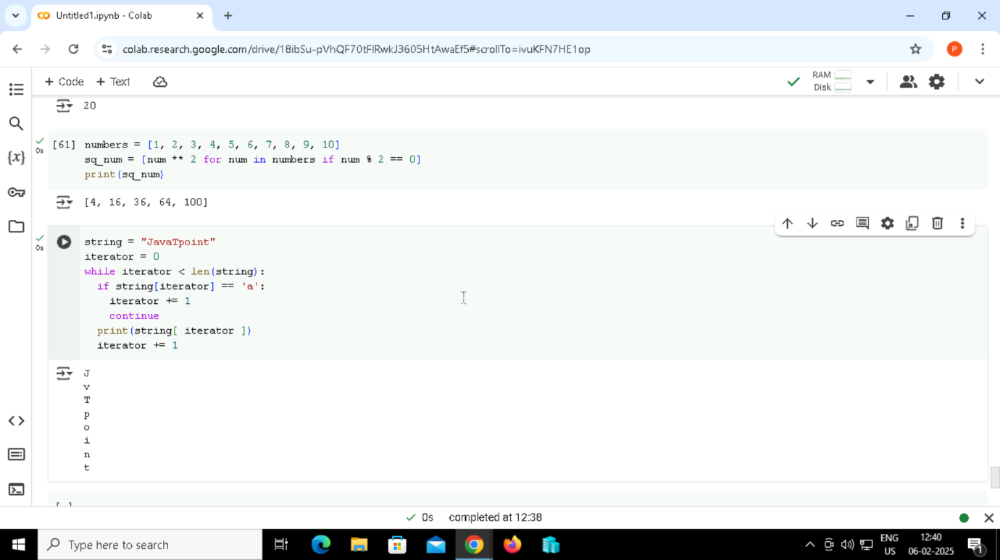 Untitled1.ipynb - Colab
colab.research.google.com/drive/18ibSu-pVhQF70tFlRwkJ3605HtAwaEf5#scrollTo=ivuKFN7HE1op
P
+ Code + Text
RAM
Disk
20
0s
[61] numbers = [1, 2, 3, 4, 5, 6, 7, 8, 9, 10]
sq_num = [num ** 2 for num in numbers if num % 2 == 0]
print(sq_num)
[4, 16, 36, 64, 100]
{x}
0s
string = "JavaTpoint"
iterator = 0
while iterator < len(string):
if string[iterator] == 'a':
iterator += 1
continue
print(string[ iterator ])
iterator += 1
J
v
T
p
o
i
n
t
[ ]
0s completed at 12:38
Type here to search
ENG
US
12:40
06-02-2025
1